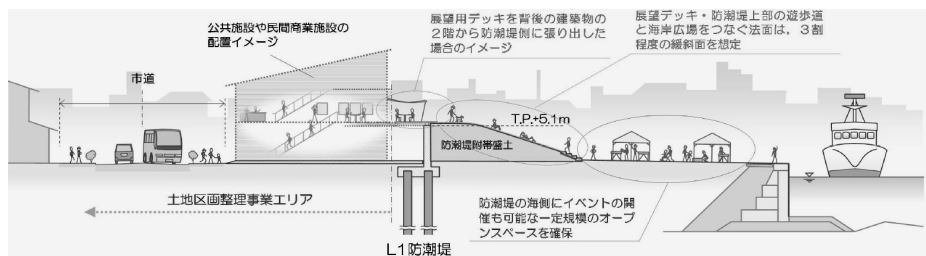 公共施設や民間商業施設の
配置イメージ
展望用デッキを背後の建築物の
2階から防潮堤側に張り出した
場合のイメージ
展望デッキ・防潮堤上部の遊歩道
と海岸広場をつなぐ法面は，3割
程度の緩斜面を想定
市道
T.P.+5.1m
防潮堤附帯盛土
土地区画整理事業エリア
防潮堤の海側にイベントの開
催も可能な一定規模のオープ
ンスペースを確保
L1防潮堤